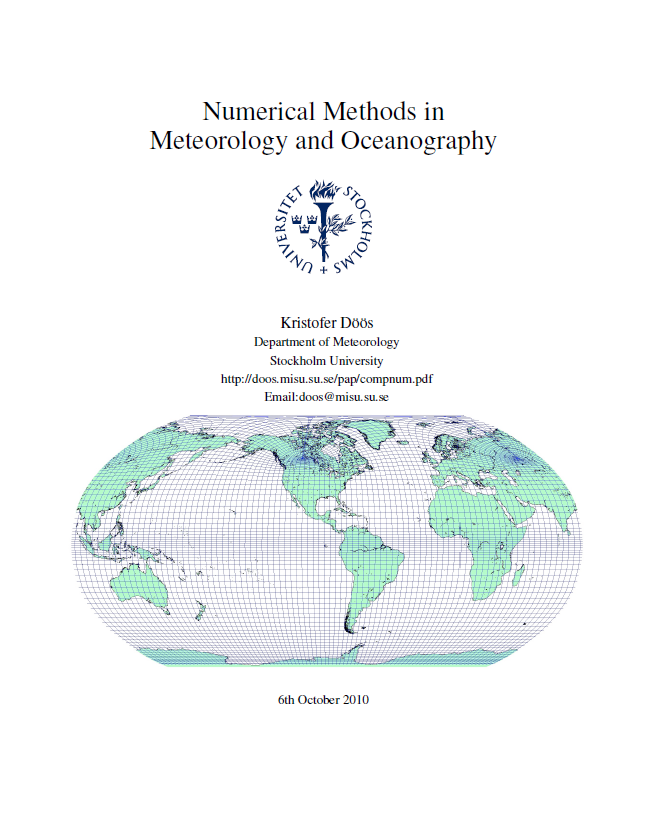 Numerical Methods in
Meteorology and Oceanography
STOCKHOLMS
UNIVERSITET
Kristofer Döös
Department of Meteorology
Stockholm University
http://doos.misu.su.se/pap/compnum.pdf
Email:doos@misu.su.se
6th October 2010